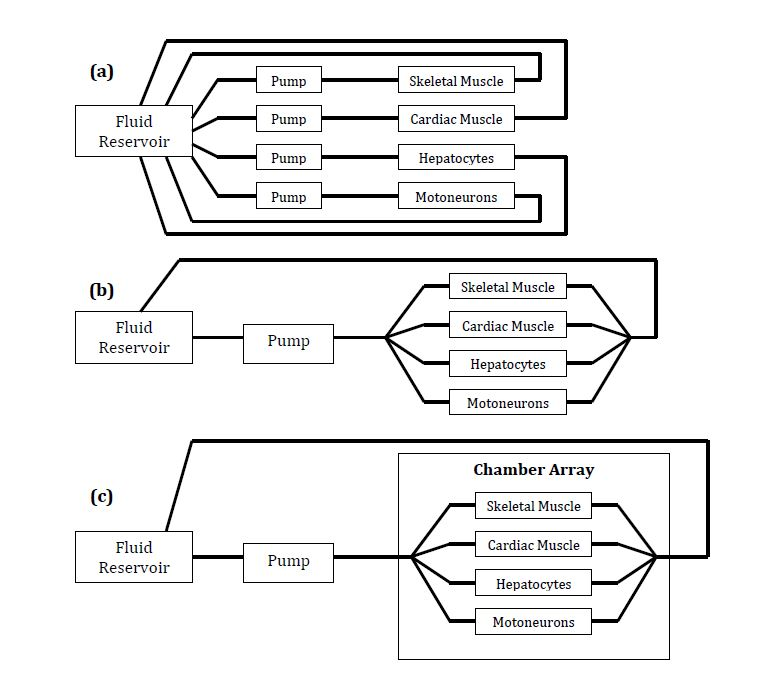 (a)
Fluid
Reservoir
Pump
Skeletal Muscle
Pump
Cardiac Muscle
Pump
Hepatocytes
Pump
Motoneurons
(b)
Fluid
Reservoir
Pump
Skeletal Muscle
Cardiac Muscle
Hepatocytes
Motoneurons
(c)
Fluid
Reservoir
Pump
Chamber Array
Skeletal Muscle
Cardiac Muscle
Hepatocytes
Motoneurons